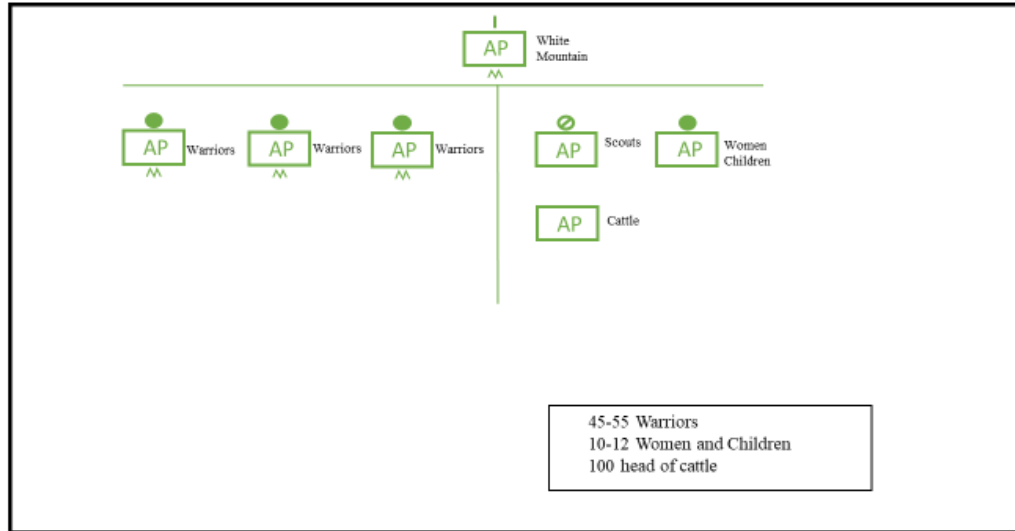 AP
White
Mountain
AP
Warriors
AP
Warriors
AP
Warriors
AP
Scouts
AP
Women
Children
AP
Cattle
45-55 Warriors
10-12 Women and Children
100 head of cattle